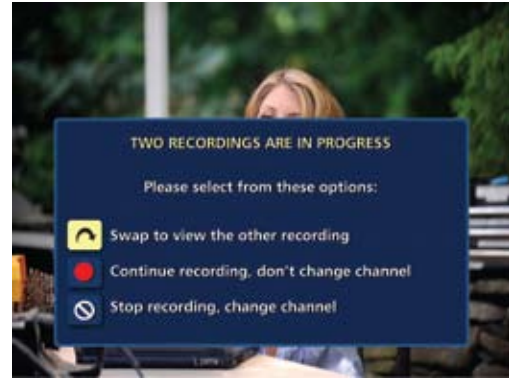 TWO RECORDINGS ARE IN PROGRESS
Please select from these options:
Swap to view the other recording
Continue recording, don't change channel
Stop recording, change channel